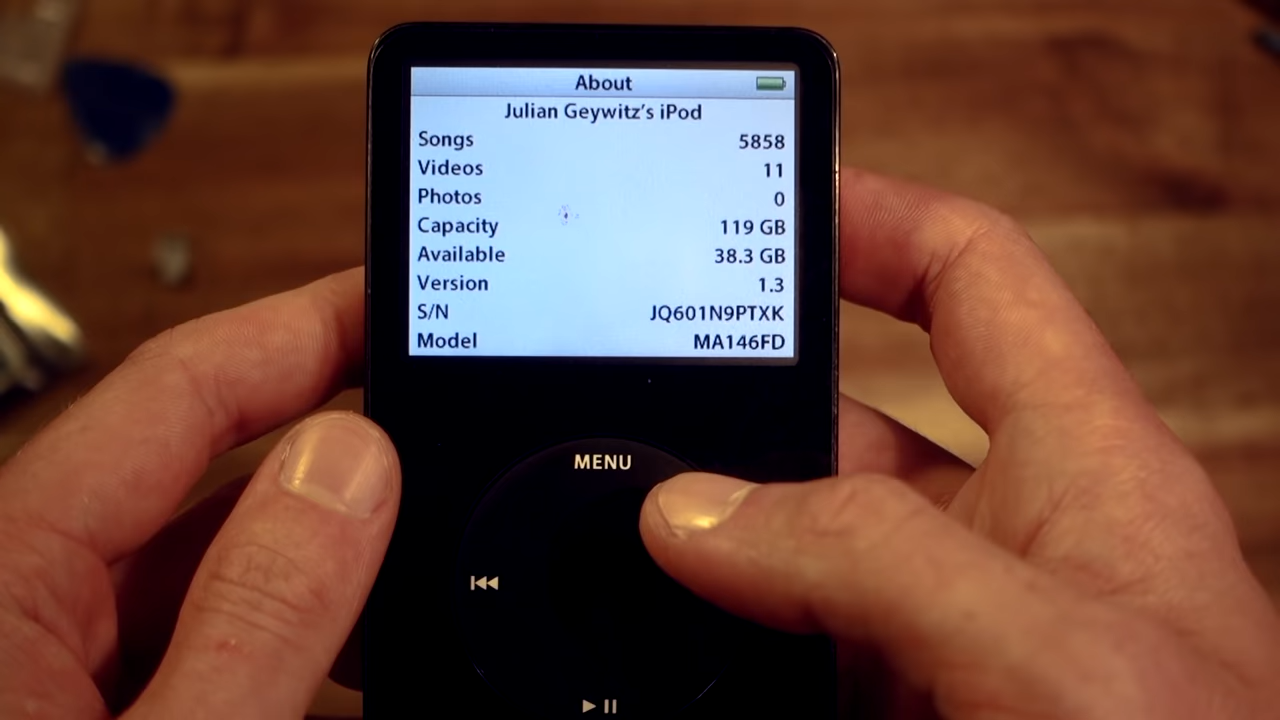 About
Julian Geywitz's iPod
Songs 5858
Videos 11
Photos 0
Capacity 119 GB
Available 38.3 GB
Version 1.3
S/N JQ601N9PTXK
Model MA146FD
MENU